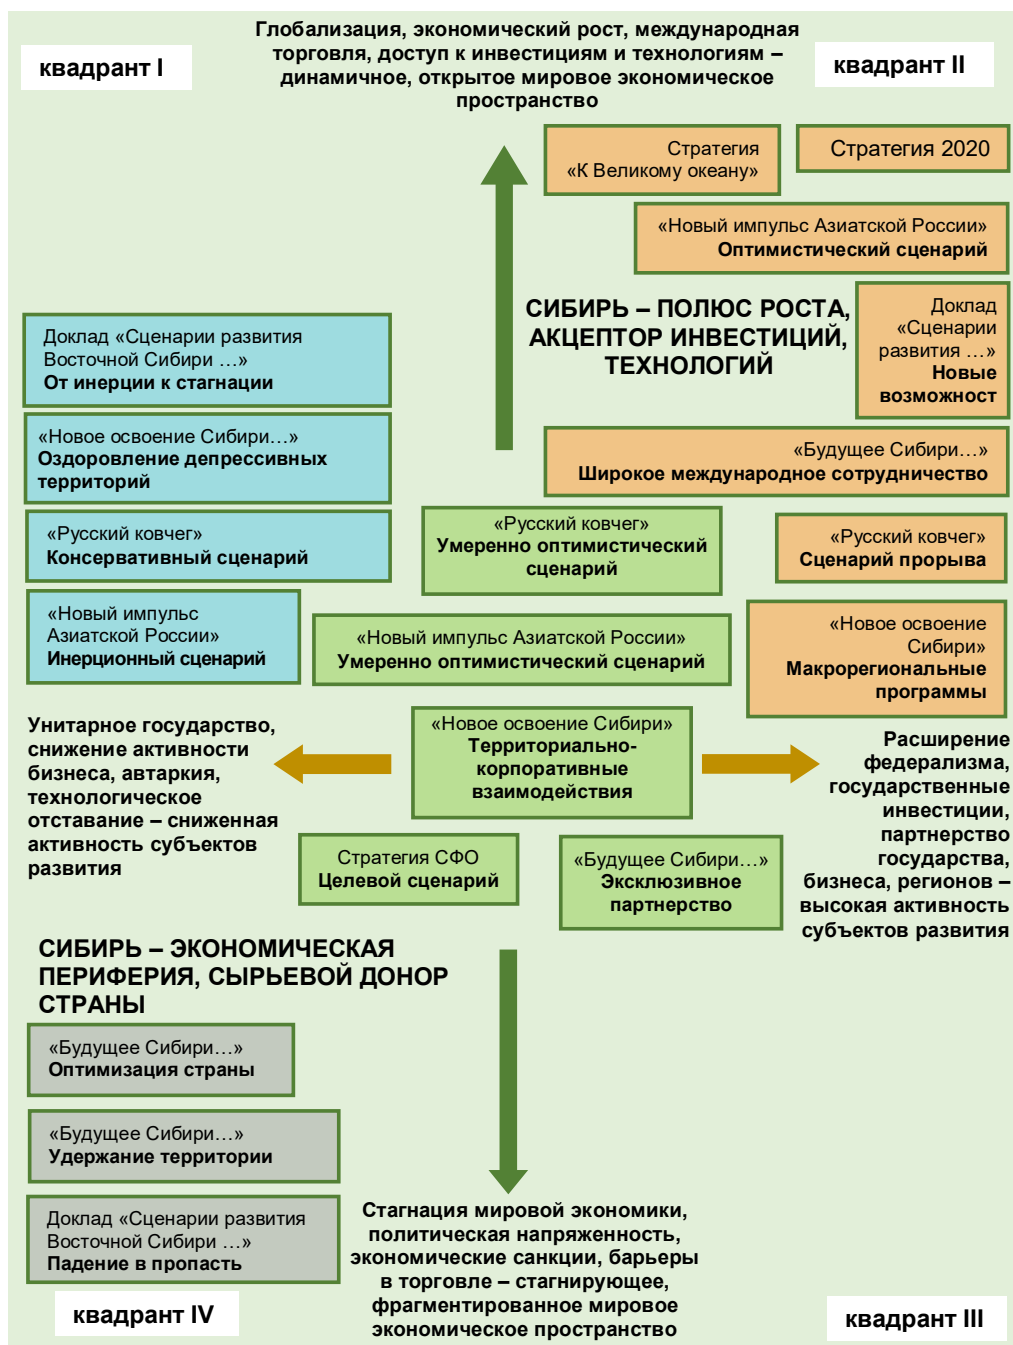 Глобализация, экономический рост, международная
торговля, доступ к инвестициям и технологиям –
динамичное, открытое мировое экономическое
пространство
квадрант I
квадрант II
Стратегия
«К Великому океану»
Стратегия 2020
«Новый импульс Азиатской России»
Оптимистический сценарий
СИБИРЬ – ПОЛЮС РОСТА,
АКЦЕПТОР ИНВЕСТИЦИЙ,
ТЕХНОЛОГИЙ
Доклад
«Сценарии
развития …»
Новые
возможност
Доклад «Сценарии развития
Восточной Сибири …»
От инерции к стагнации
«Новое освоение Сибири…»
Оздоровление депрессивных
территорий
«Будущее Сибири…»
Широкое международное сотрудничество
«Русский ковчег»
Консервативный сценарий
«Русский ковчег»
Умеренно оптимистический
сценарий
«Русский ковчег»
Сценарий прорыва
«Новый импульс
Азиатской России»
Инерционный сценарий
«Новый импульс Азиатской России»
Умеренно оптимистический сценарий
«Новое освоение
Сибири»
Макрорегиональные
программы
Унитарное государство,
снижение активности
бизнеса, автаркия,
технологическое
отставание – сниженная
активность субъектов
развития
«Новое освоение Сибири»
Территориально-
корпоративные
взаимодействия
Расширение
федерализма,
государственные
инвестиции,
партнерство
государства,
бизнеса, регионов –
высокая активность
субъектов развития
Стратегия СФО
Целевой сценарий
«Будущее Сибири…»
Эксклюзивное
партнерство
СИБИРЬ – ЭКОНОМИЧЕСКАЯ
ПЕРИФЕРИЯ, СЫРЬЕВОЙ ДОНОР
СТРАНЫ
«Будущее Сибири…»
Оптимизация страны
«Будущее Сибири…»
Удержание территории
Доклад «Сценарии развития
Восточной Сибири …»
Падение в пропасть
Стагнация мировой экономики,
политическая напряженность,
экономические санкции, барьеры
в торговле – стагнирующее,
фрагментированное мировое
экономическое пространство
квадрант IV
квадрант III